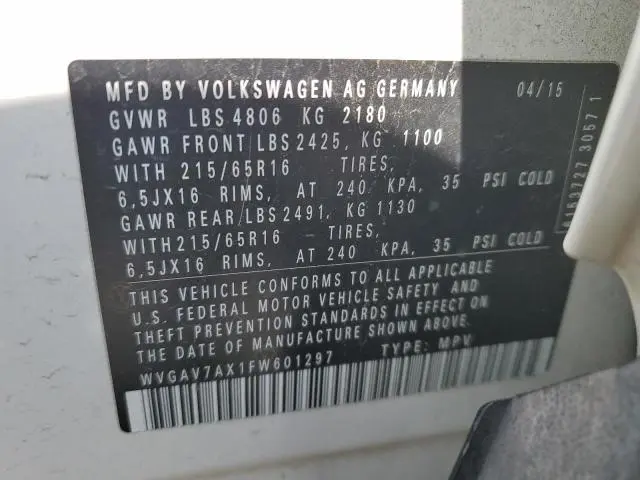 MFD BY VOLKSWAGEN AG GERMANY 04/15
GVWR LBS 4806 KG 2180
GAWR FRONT LBS 2425, KG 1100
WITH 215/65R16 TIRES,
6,5JX16 RIMS, AT 240 KPA, 35 PSI COLD
GAWR REAR/LBS 2491, KG 1130
WITH 215/65R16 TIRES,
6,5JX16 RIMS, AT 240 KPA, 35 PSI COLD
THIS VEHICLE CONFORMS TO ALL APPLICABLE
U.S. FEDERAL MOTOR VEHICLE SAFETY AND
THEFT PREVENTION STANDARDS IN EFFECT ON
THE DATE OF MANUFACTURE SHOWN ABOVE.
WVGAV7AX1FW601297 TYPE: MPV